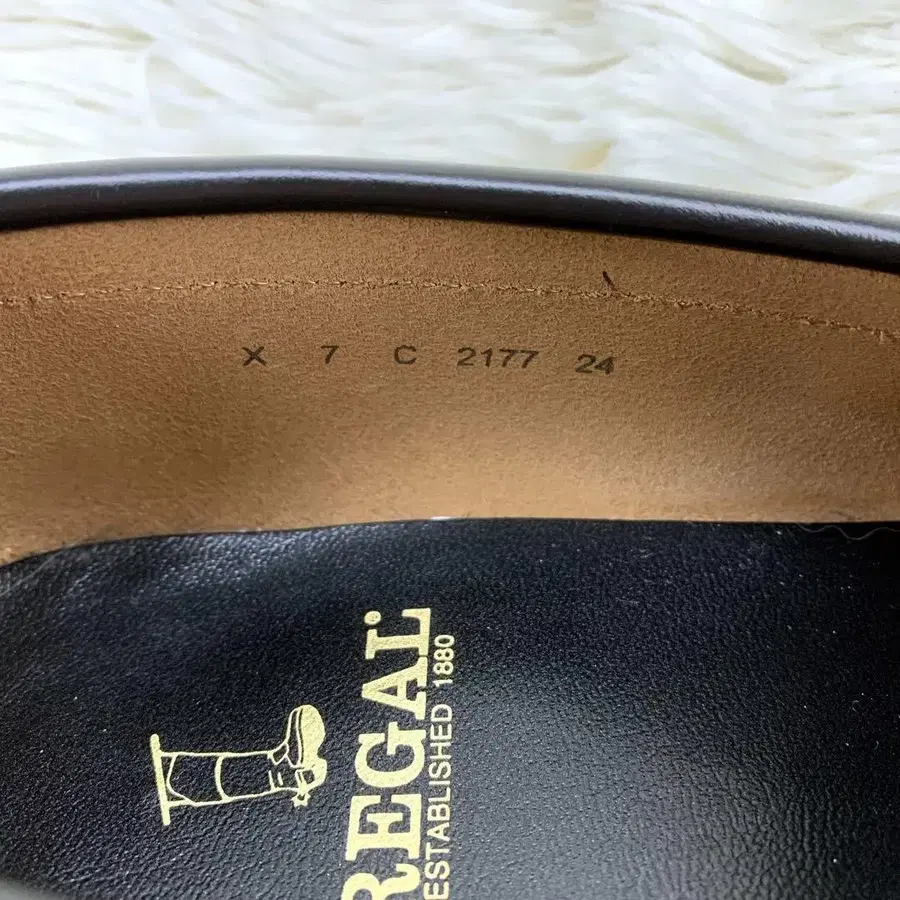 X 7 C 2177 24
REGAL
ESTABLISHED 1880